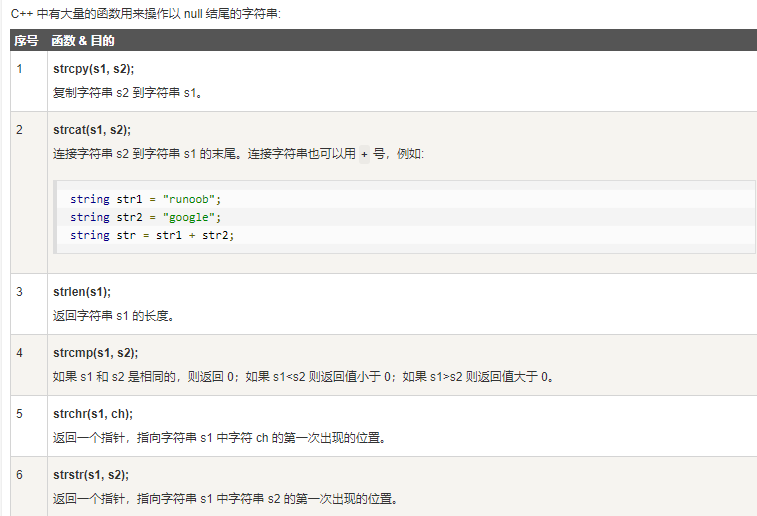 C++ 中有大量的函数用来操作以 null 结尾的字符串:
序号 函数 & 目的
1 strcpy(s1, s2);
复制字符串 s2 到字符串 s1。
2 strcat(s1, s2);
连接字符串 s2 到字符串 s1 的末尾。连接字符串也可以用 + 号，例如:
string str1 = "runoob";
string str2 = "google";
string str = str1 + str2;
3 strlen(s1);
返回字符串 s1 的长度。
4 strcmp(s1, s2);
如果 s1 和 s2 是相同的，则返回 0；如果 s1<s2 则返回值小于 0；如果 s1>s2 则返回值大于 0。
5 strchr(s1, ch);
返回一个指针，指向字符串 s1 中字符 ch 的第一次出现的位置。
6 strstr(s1, s2);
返回一个指针，指向字符串 s1 中字符串 s2 的第一次出现的位置。